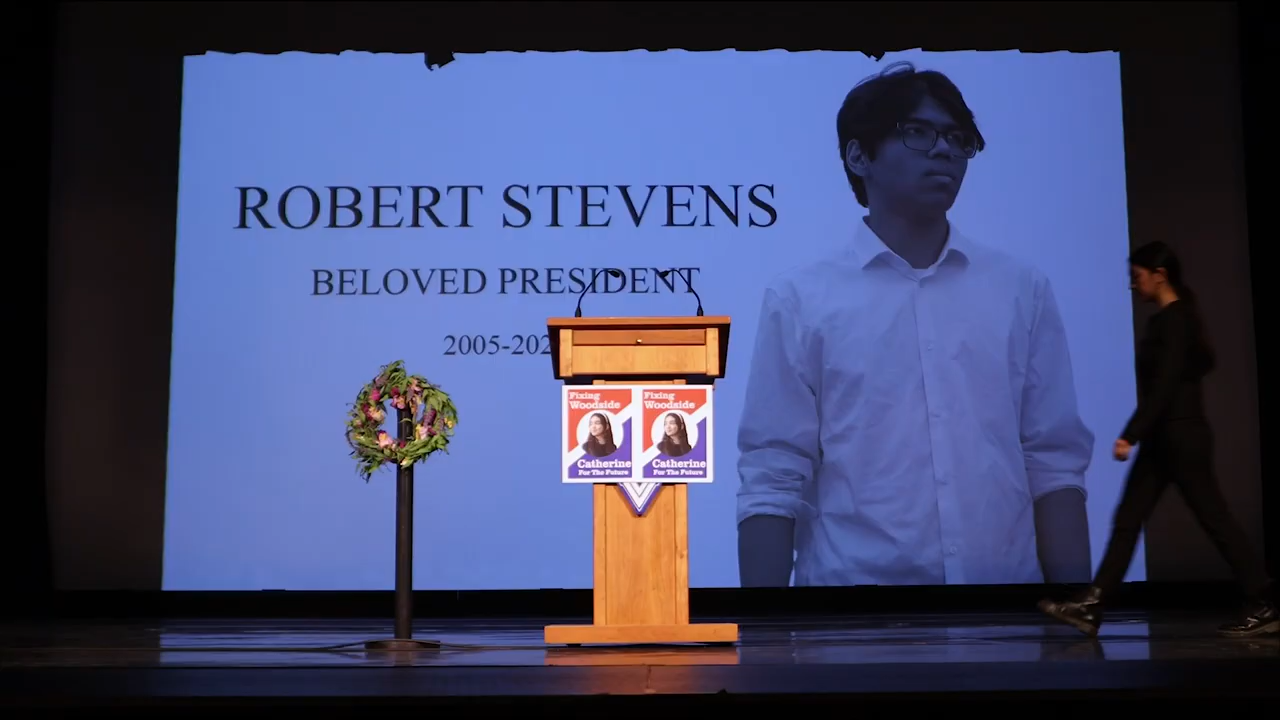 ROBERT STEVENS
BELOVED PRESIDENT
2005-202
Fixing
Woodside
Catherine
For The Future
Fixing
Woodside
Catherine
For The Future